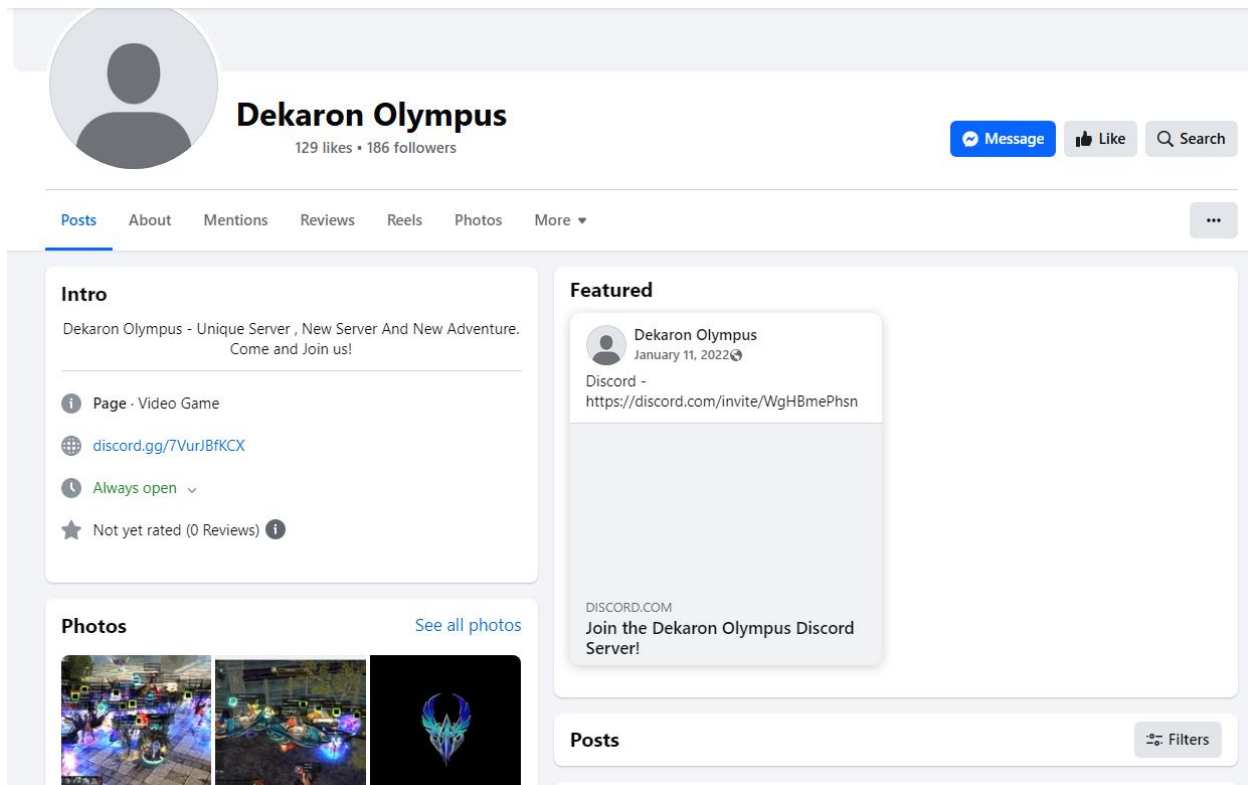 Dekaron Olympus
129 likes • 186 followers
Message
Like
Search
Posts
About
Mentions
Reviews
Reels
Photos
More
Intro
Dekaron Olympus - Unique Server , New Server And New Adventure.
Come and Join us!
Page · Video Game
discord.gg/7VurJBfKCX
Always open
Not yet rated (0 Reviews)
Photos
See all photos
Featured
Dekaron Olympus
January 11, 2022
Discord -
https://discord.com/invite/WgHBmePhsn
DISCORD.COM
Join the Dekaron Olympus Discord
Server!
Posts
Filters